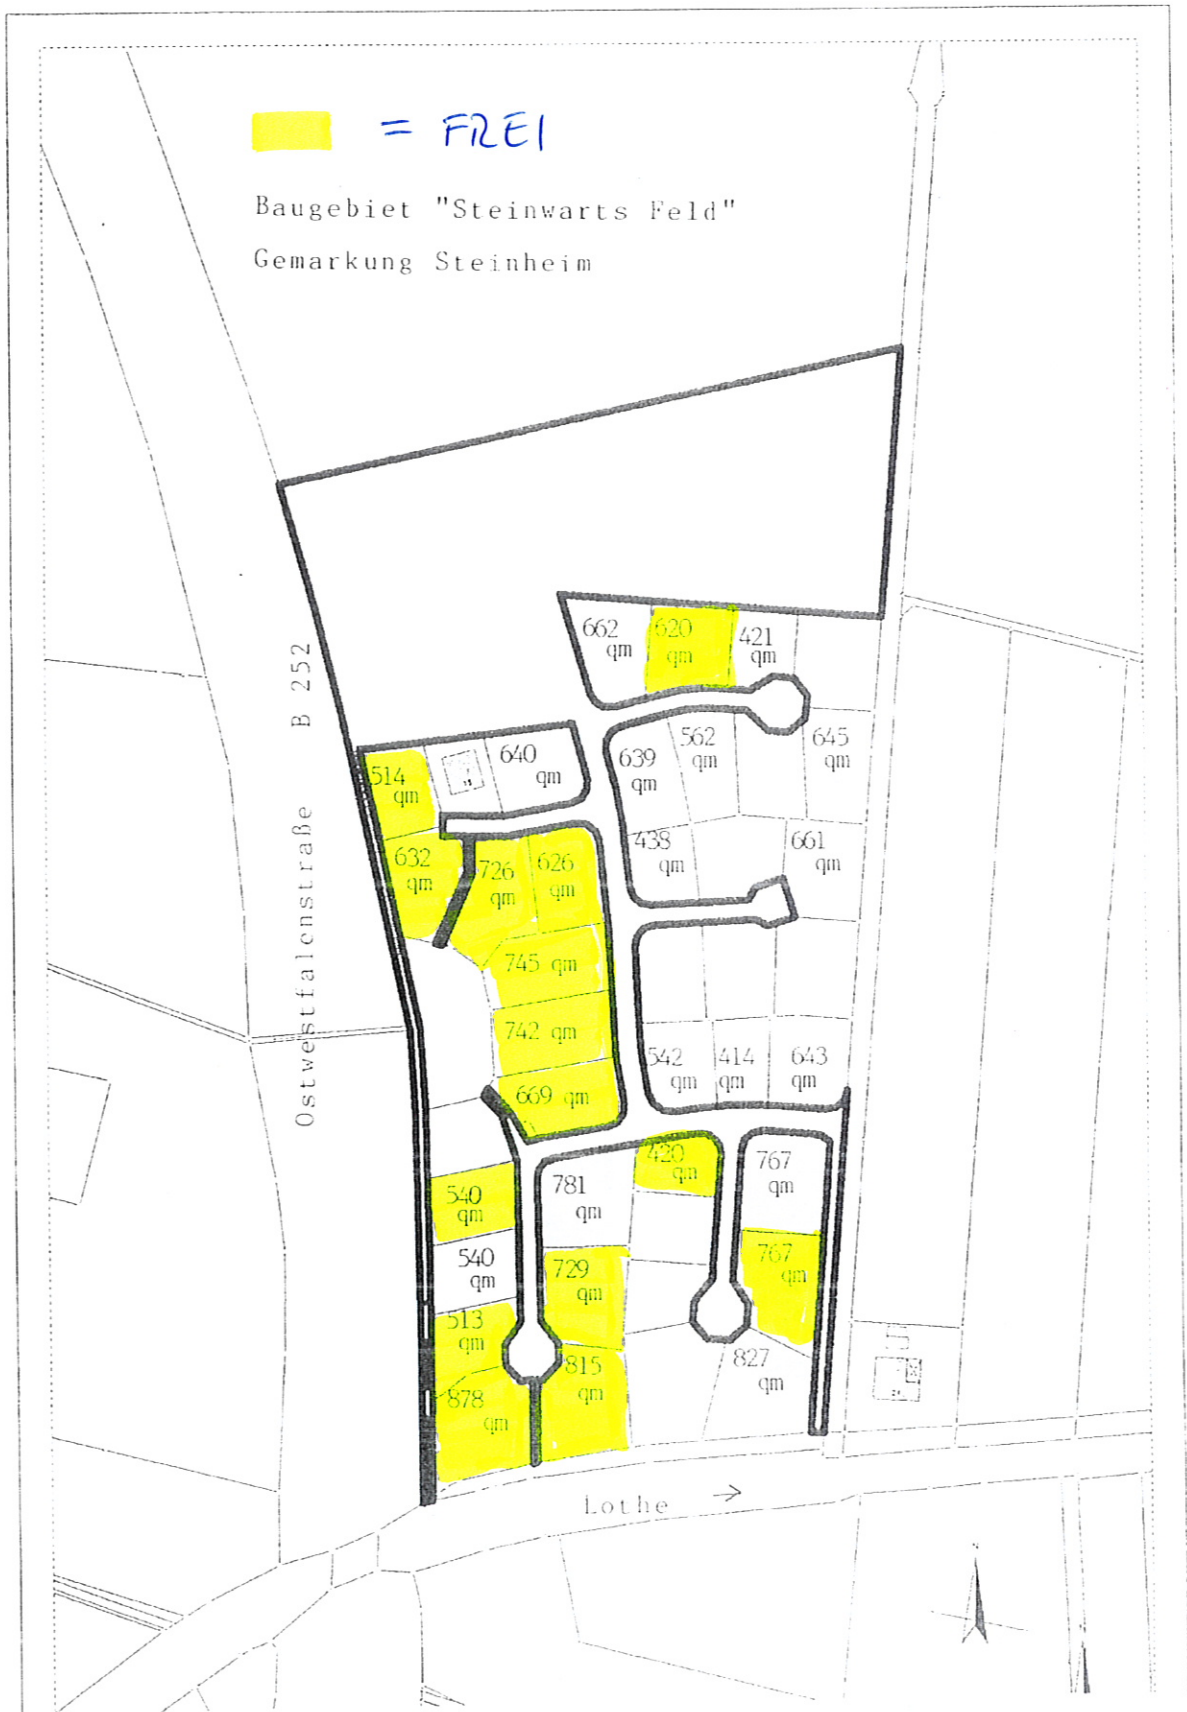 = FREI
Baugebiet "Steinwarts Feld"
Gemarkung Steinheim
Ostwestfalenstraße B 252
662 qm
620 qm
421 qm
514 qm
640 qm
639 qm
562 qm
645 qm
632 qm
726 qm
626 qm
438 qm
661 qm
745 qm
742 qm
669 qm
542 qm
414 qm
643 qm
540 qm
781 qm
420 qm
767 qm
540 qm
729 qm
767 qm
513 qm
815 qm
827 qm
878 qm
Lothe →